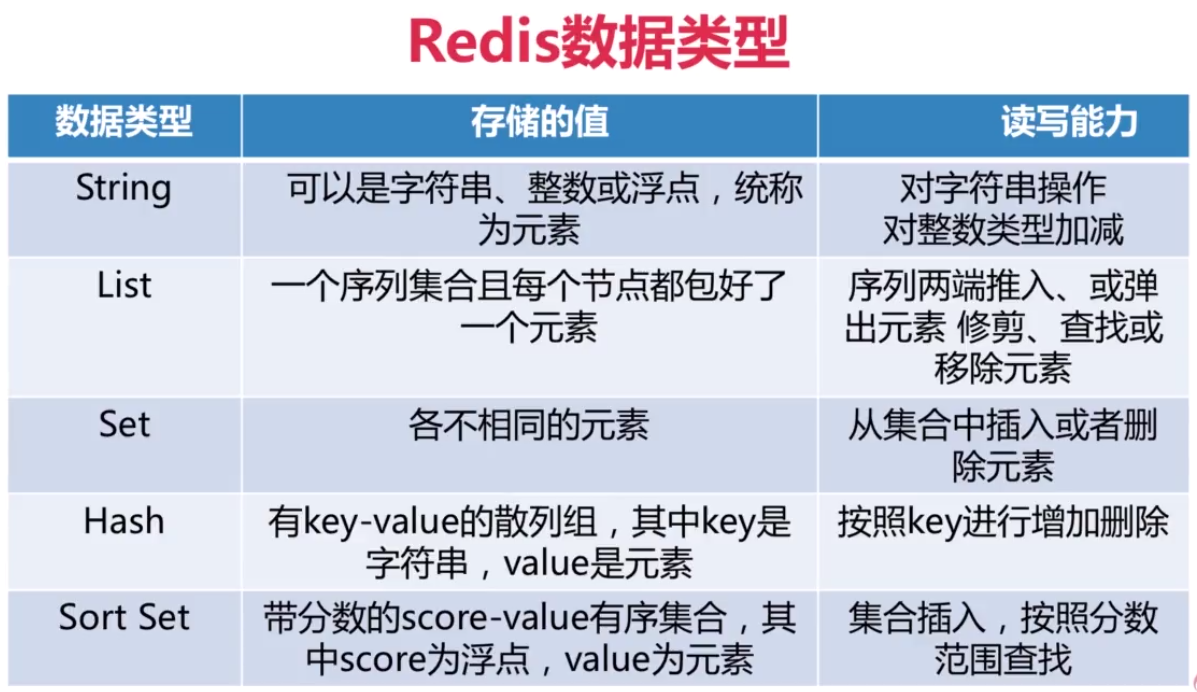 Redis数据类型
数据类型
存储的值
读写能力
String
可以是字符串、整数或浮点，统称
为元素
对字符串操作
对整数类型加减
List
一个序列集合且每个节点都包好了
一个元素
序列两端推入、或弹
出元素 修剪、查找或
移除元素
Set
各不相同的元素
从集合中插入或者删
除元素
Hash
有key-value的散列组，其中key是
字符串，value是元素
按照key进行增加删除
Sort Set
带分数的score-value有序集合，其
中score为浮点，value为元素
集合插入，按照分数
范围查找